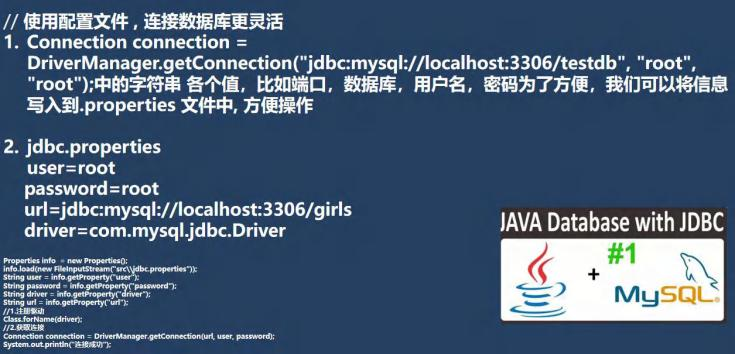 // 使用配置文件，连接数据库更灵活
1. Connection connection =
DriverManager.getConnection("jdbc:mysql://localhost:3306/testdb", "root",
"root");中的字符串 各个值，比如端口，数据库，用户名，密码为了方便，我们可以将信息
写入到.properties 文件中, 方便操作
2. jdbc.properties
user=root
password=root
url=jdbc:mysql://localhost:3306/girls
driver=com.mysql.jdbc.Driver
Properties info = new Properties();
info.load(new FileInputStream("src\\jdbc.properties"));
String user = info.getProperty("user");
String password = info.getProperty("password");
String driver = info.getProperty("driver");
String url = info.getProperty("url");
//1.注册驱动
Class.forName(driver);
//2.获取连接
Connection connection = DriverManager.getConnection(url, user, password);
System.out.println("连接成功");
JAVA Database with JDBC
#1
+
MySQL